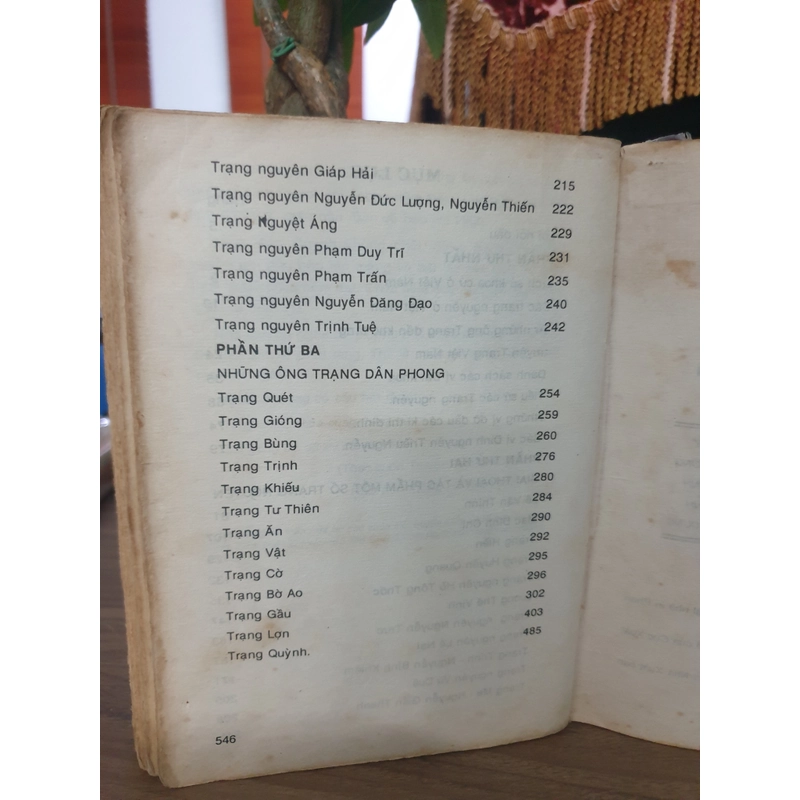 Trạng nguyên Giáp Hải 215
Trạng nguyên Nguyễn Đức Lượng, Nguyễn Thiến 222
Trạng Nguyệt Áng 229
Trạng nguyên Phạm Duy Trĩ 231
Trạng nguyên Phạm Trấn 235
Trạng nguyên Nguyễn Đăng Đạo 240
Trạng nguyên Trịnh Tuệ 242
PHẦN THỨ BA
NHỮNG ÔNG TRẠNG DÂN PHONG
Trạng Quét 254
Trạng Gióng 259
Trạng Bùng 260
Trạng Trịnh 276
Trạng Khiếu 280
Trạng Tư Thiên 284
Trạng Ăn 290
Trạng Vật 292
Trạng Cờ 295
Trạng Bờ Ao 296
Trạng Gầu 302
Trạng Lợn 403
Trạng Quỳnh. 485
546